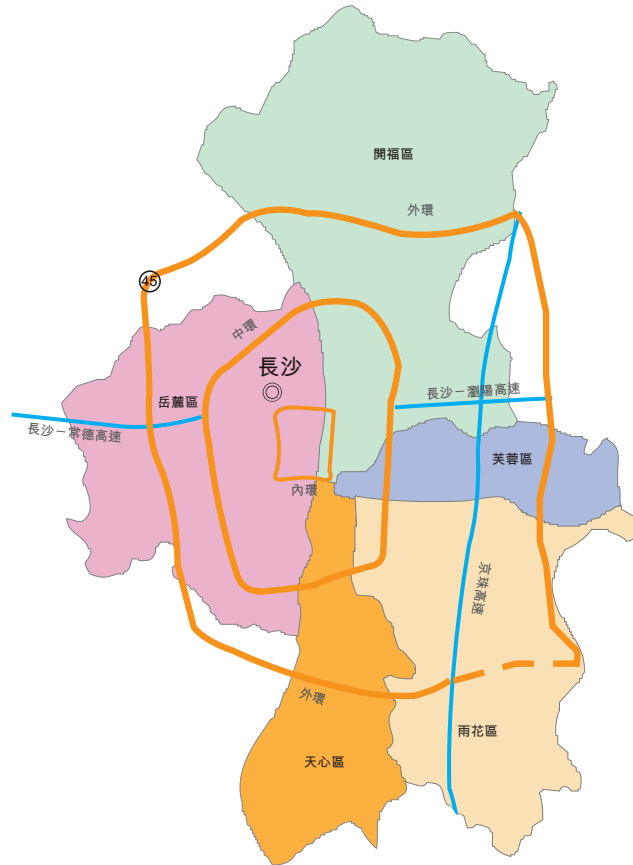 開福區
外環
45
中環
長沙
長沙－瀏陽高速
岳麓區
長沙－常德高速
芙蓉區
內環
京珠高速
外環
雨花區
天心區